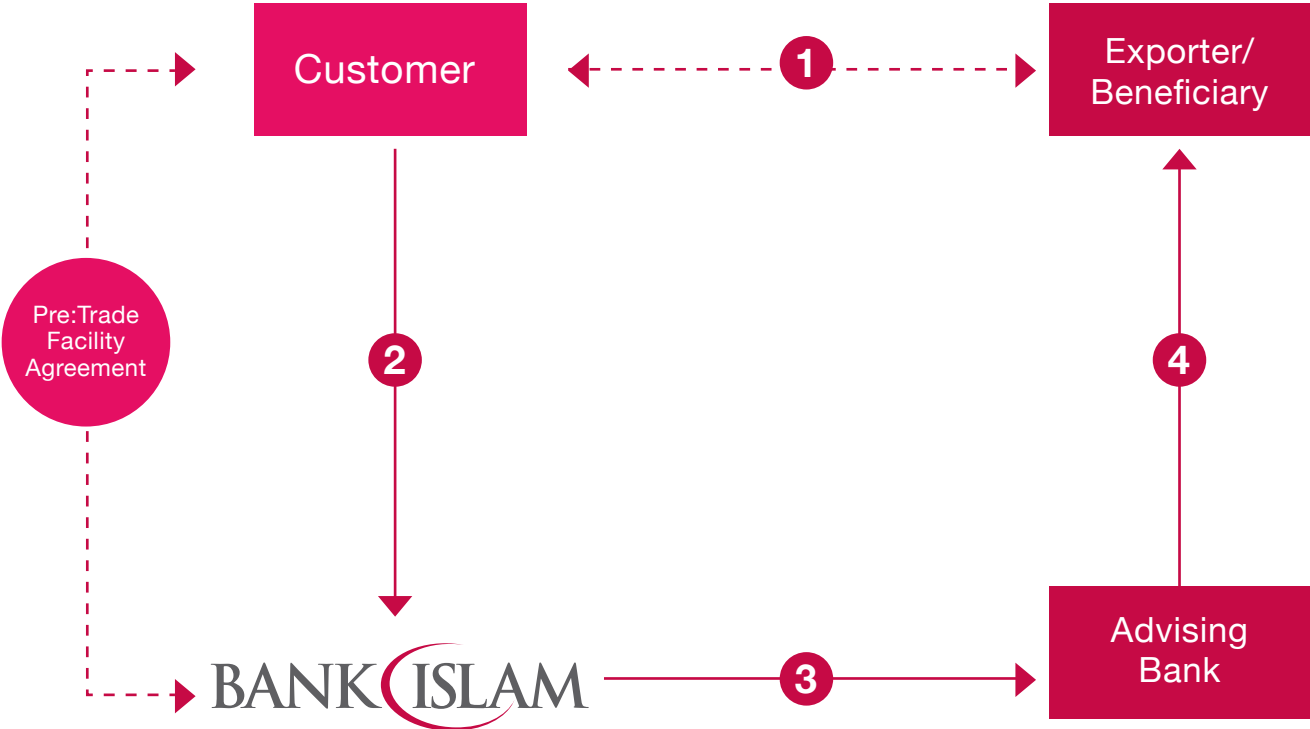 Customer
1
Exporter/
Beneficiary
Pre:Trade
Facility
Agreement
2
4
BANK ISLAM
3
Advising
Bank